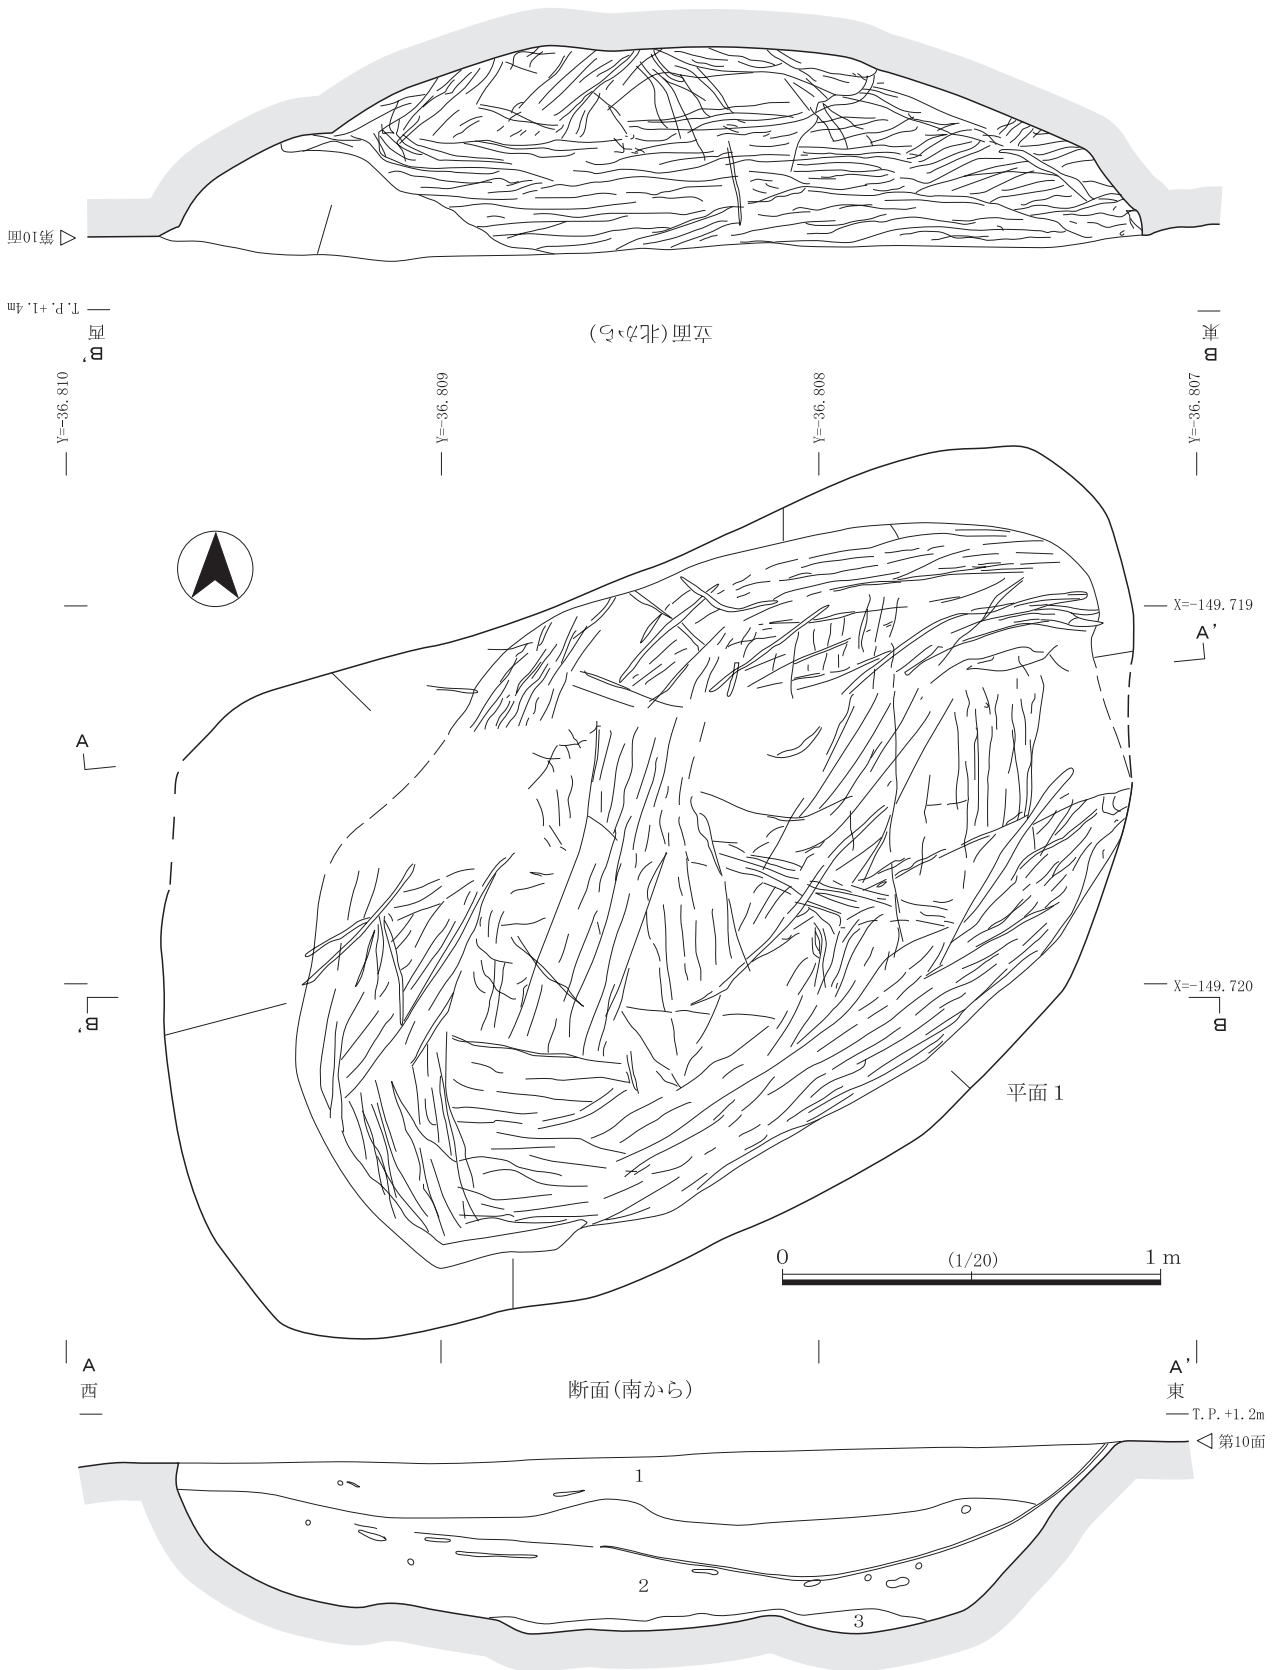 第10面
T.P.+1.4m
西
B'
立面(北から)
東
B
Y=-36.810
Y=-36.809
Y=-36.808
Y=-36.807
X=-149.719
A'
A
X=-149.720
B'
B
平面1
0
(1/20)
1 m
A
西
断面(南から)
A'
東
T.P.+1.2m
第10面
1
2
3